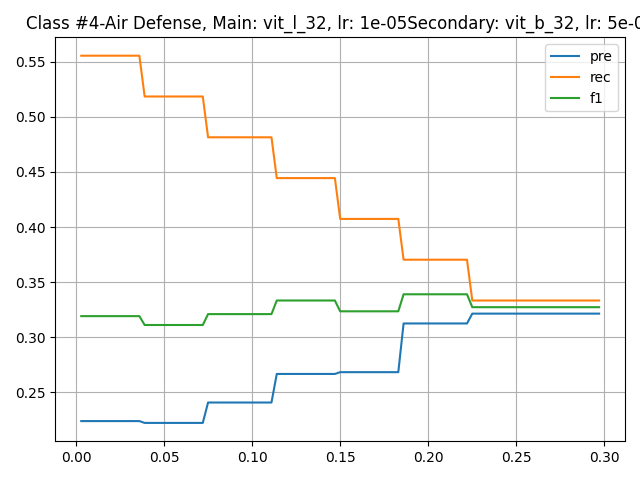 Class #4-Air Defense, Main: vit_l_32, lr: 1e-05Secondary: vit_b_32, lr: 5e-0
pre
rec
f1
0.55
0.50
0.45
0.40
0.35
0.30
0.25
0.00 0.05 0.10 0.15 0.20 0.25 0.30